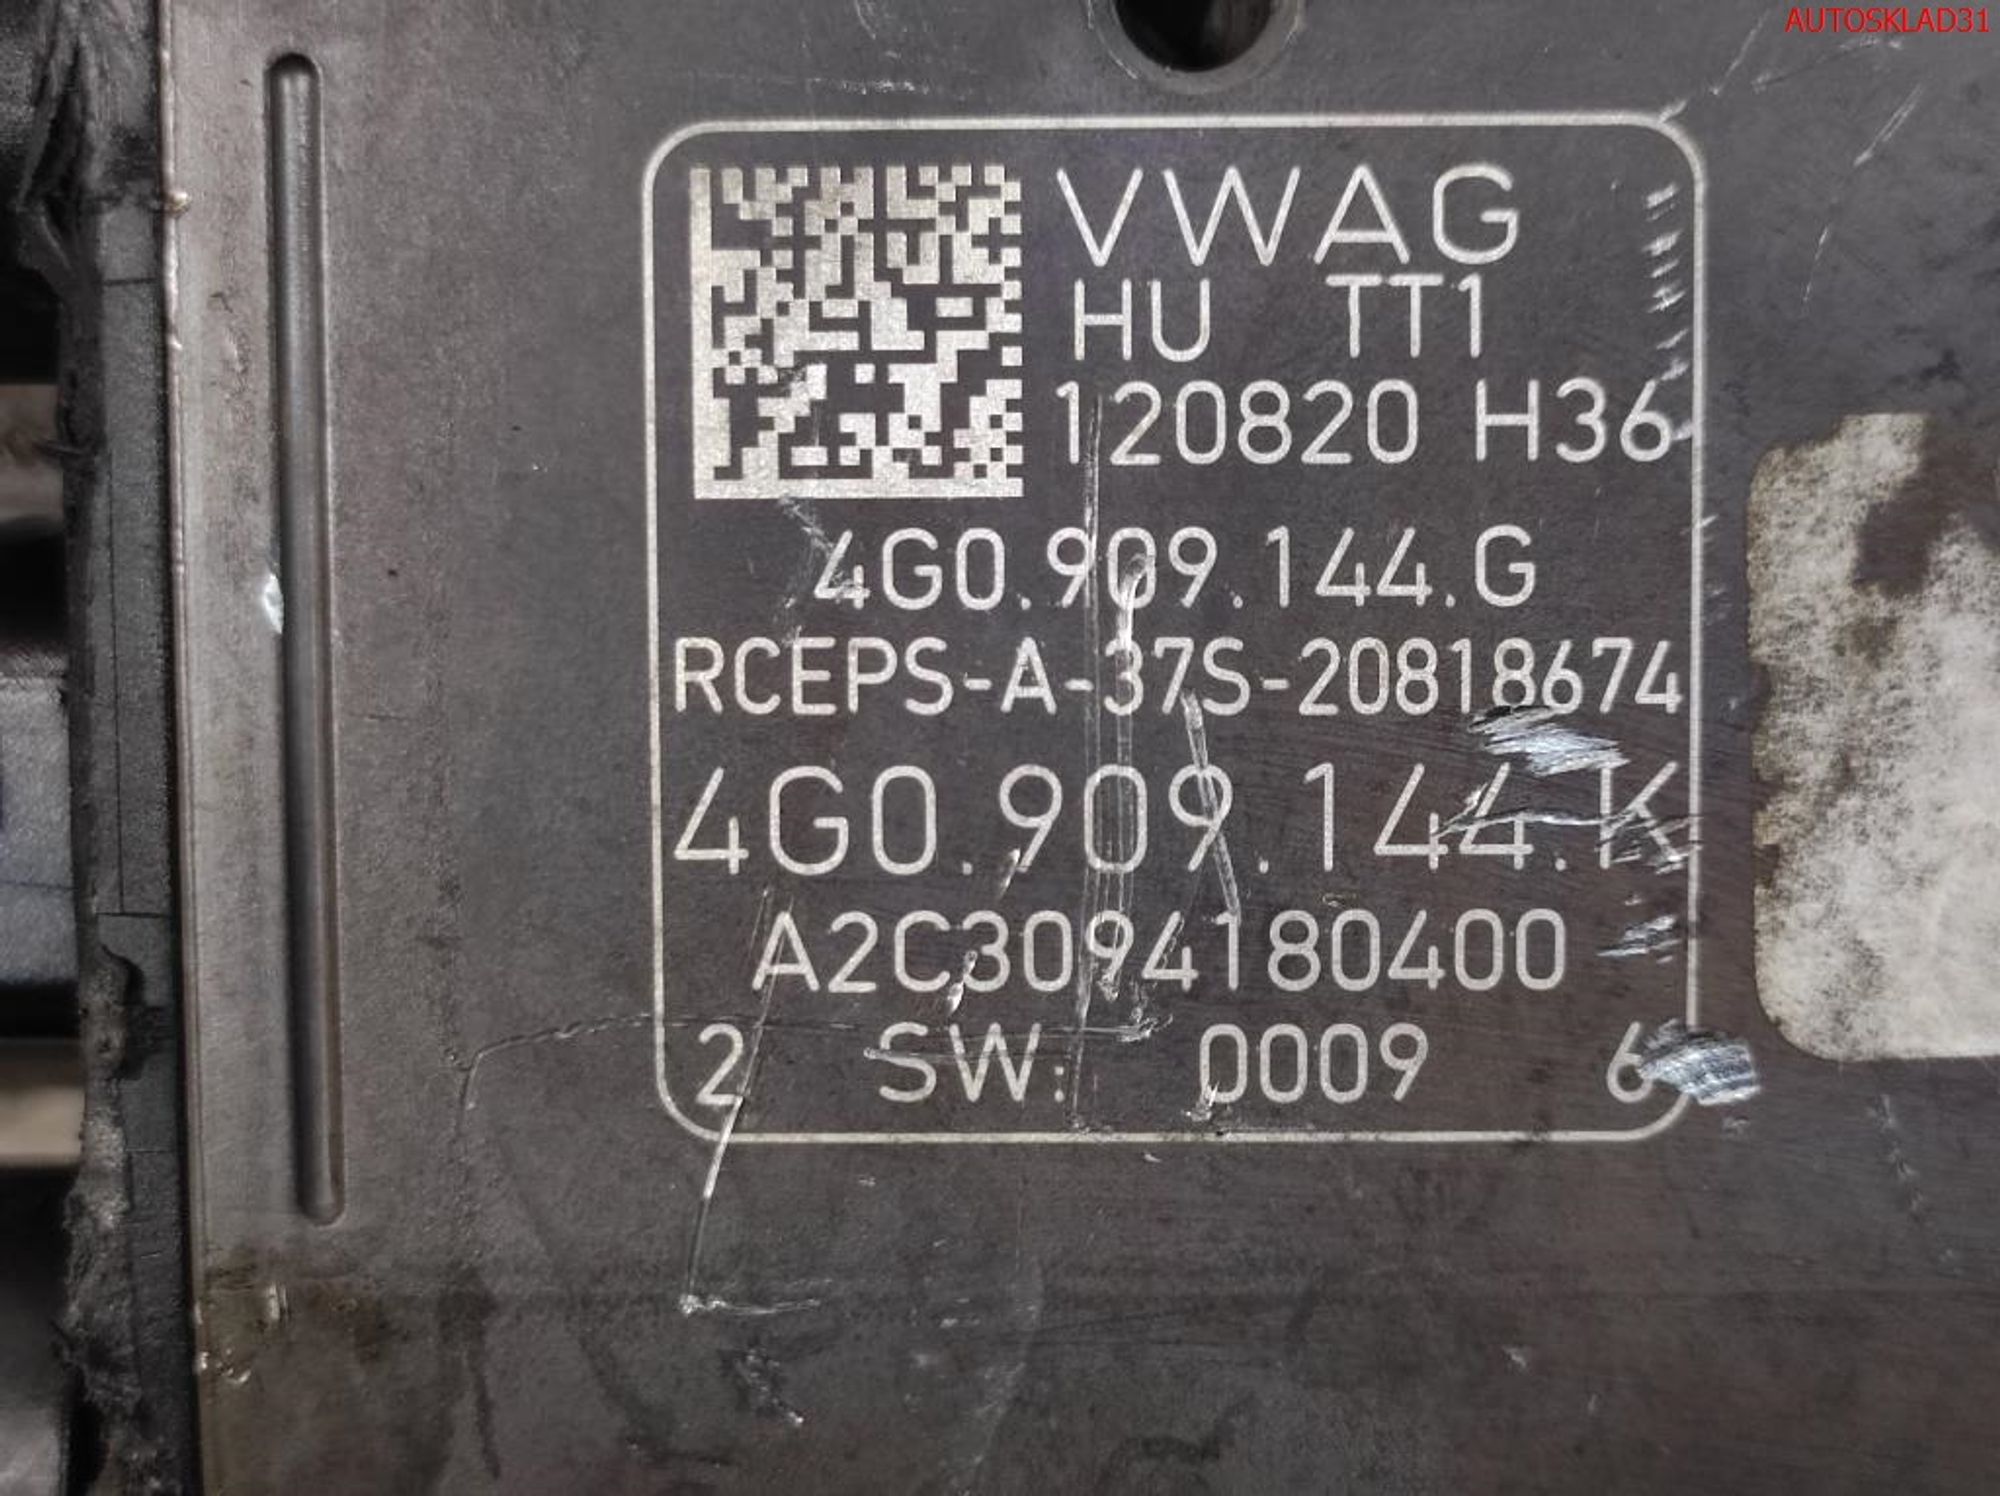 AUTOSKLAD31
VWAG
HU TT1
120820 H36
4G0.909.144.G
RCEPS-A-37S-20818674
4G0.909.144.K
A2C3094180400
2 SW: 0009 6